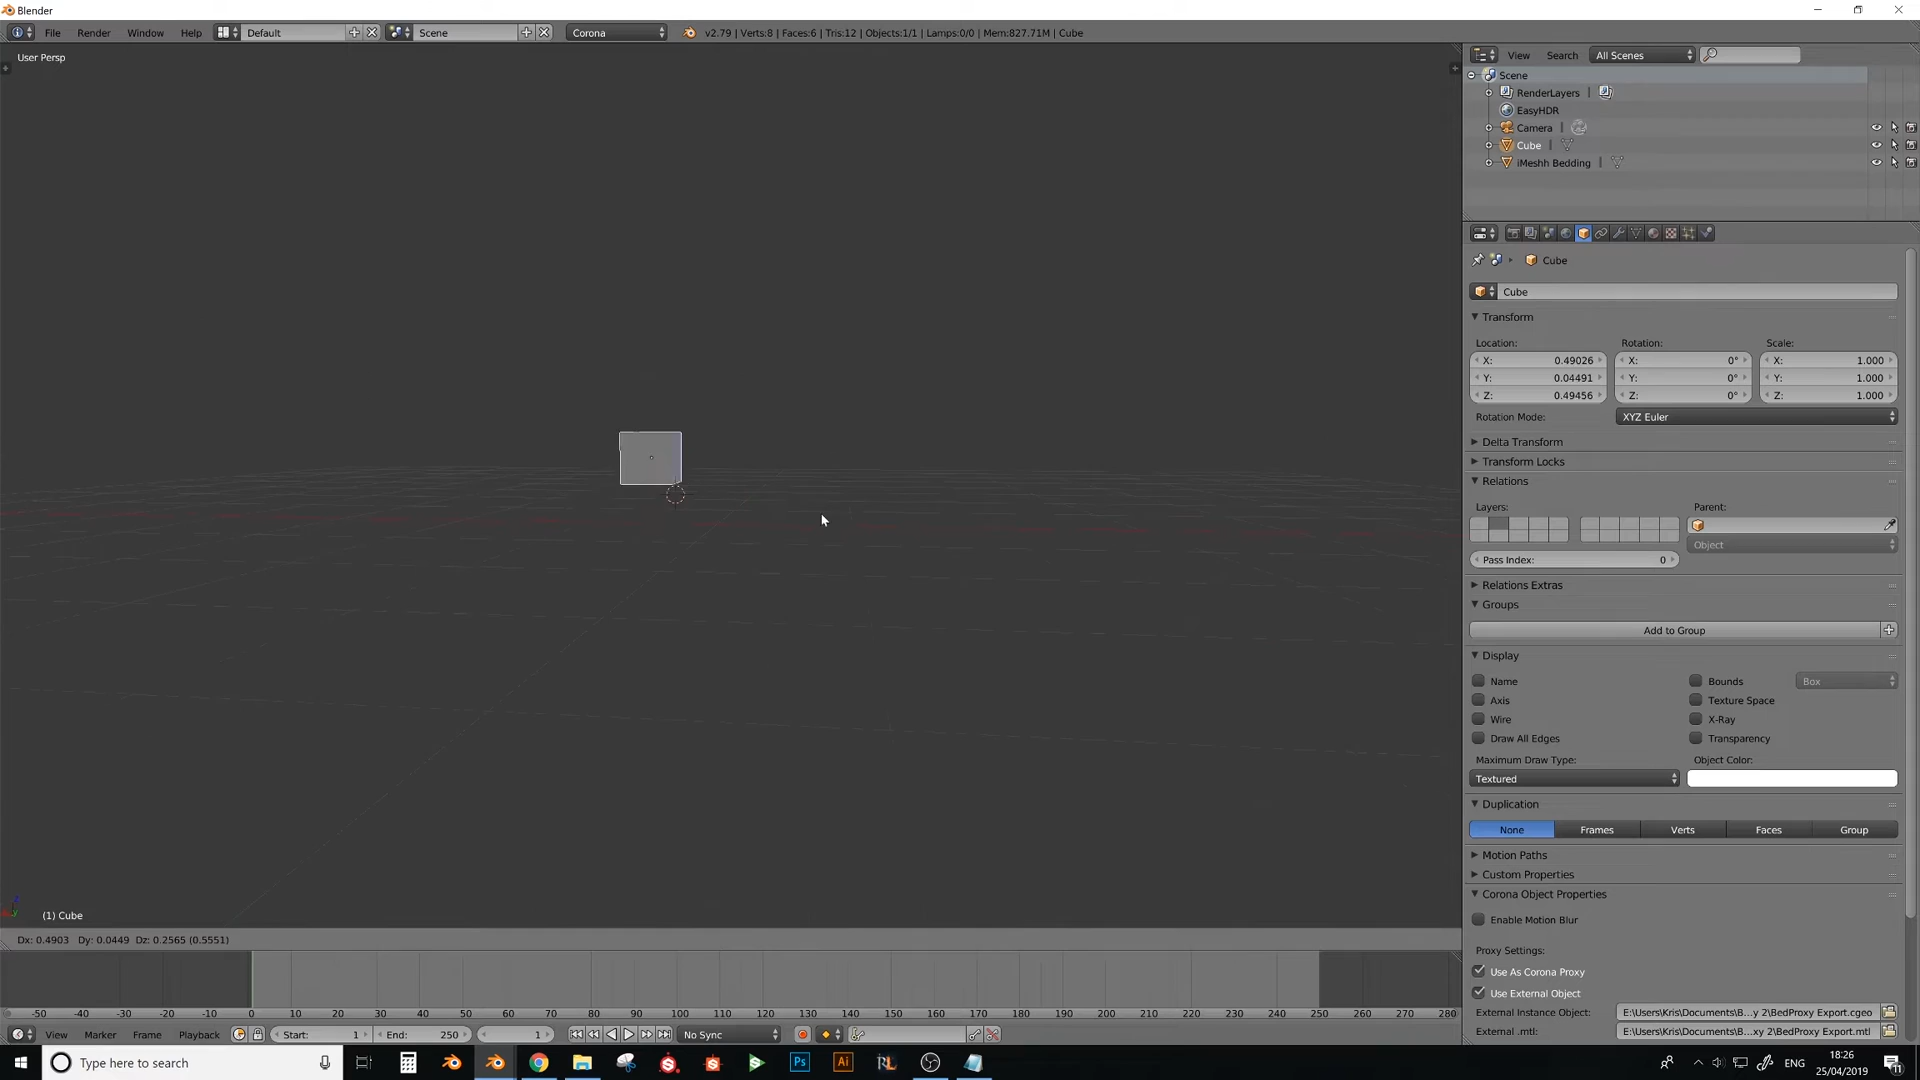 Blender
File Render Window Help Default Scene Corona v2.79 | Verts:8 | Faces:6 | Tris:12 | Objects:1/1 | Lamps:0/0 | Mem:827.71M | Cube
User Persp
View Search All Scenes
Scene
RenderLayers |
EasyHDR
Camera |
Cube |
iMeshh Bedding |
Cube
Cube
Transform
Location: Rotation: Scale:
X: 0.49026 X: 0° X: 1.000
Y: 0.04491 Y: 0° Y: 1.000
Z: 0.49456 Z: 0° Z: 1.000
Rotation Mode: XYZ Euler
Delta Transform
Transform Locks
Relations
Layers: Parent:
Object
Pass Index: 0
Relations Extras
Groups
Add to Group
Display
Name Bounds Box
Axis Texture Space
Wire X-Ray
Draw All Edges Transparency
Maximum Draw Type: Object Color:
Textured
Duplication
None Frames Verts Faces Group
Motion Paths
Custom Properties
Corona Object Properties
Enable Motion Blur
Proxy Settings:
Use As Corona Proxy
Use External Object
External Instance Object: E:\Users\Kris\Documents\B...y 2\BedProxy Export.cgeo
External .mtl: E:\Users\Kris\Documents\B...xy 2\BedProxy Export.mtl
(1) Cube
Dx: 0.4903 Dy: 0.0449 Dz: 0.2565 (0.5551)
-50 -40 -30 -20 -10 0 10 20 30 40 50 60 70 80 90 100 110 120 130 140 150 160 170 180 190 200 210 220 230 240 250 260 270 280
View Marker Frame Playback Start: 1 End: 250 1 No Sync
Type here to search
Ps Ai RL
ENG
18:26
25/04/2019
11